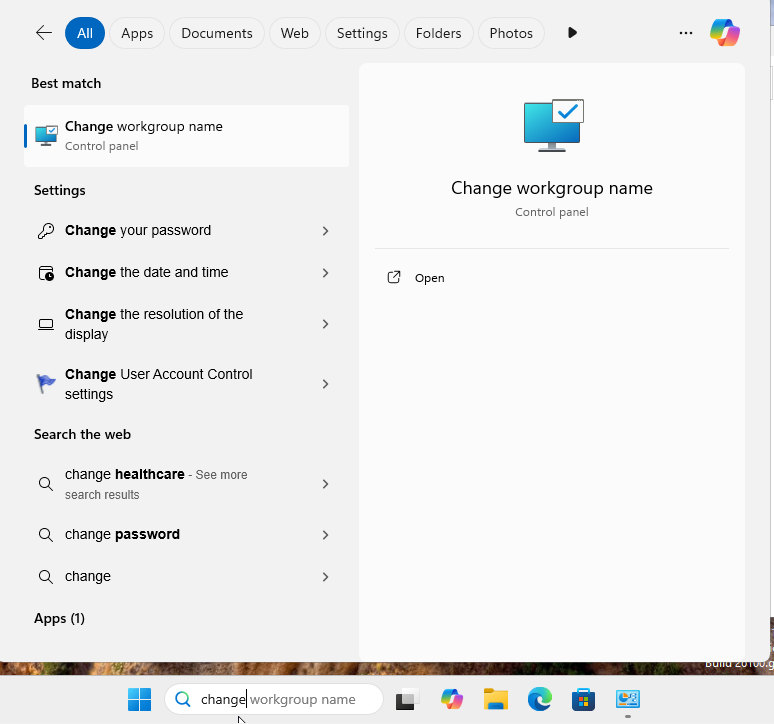 All Apps Documents Web Settings Folders Photos
Best match
Change workgroup name
Control panel
Settings
Change your password
Change the date and time
Change the resolution of the
display
Change User Account Control
settings
Search the web
change healthcare - See more
search results
change password
change
Apps (1)
Change workgroup name
Control panel
Open
Build
change workgroup name